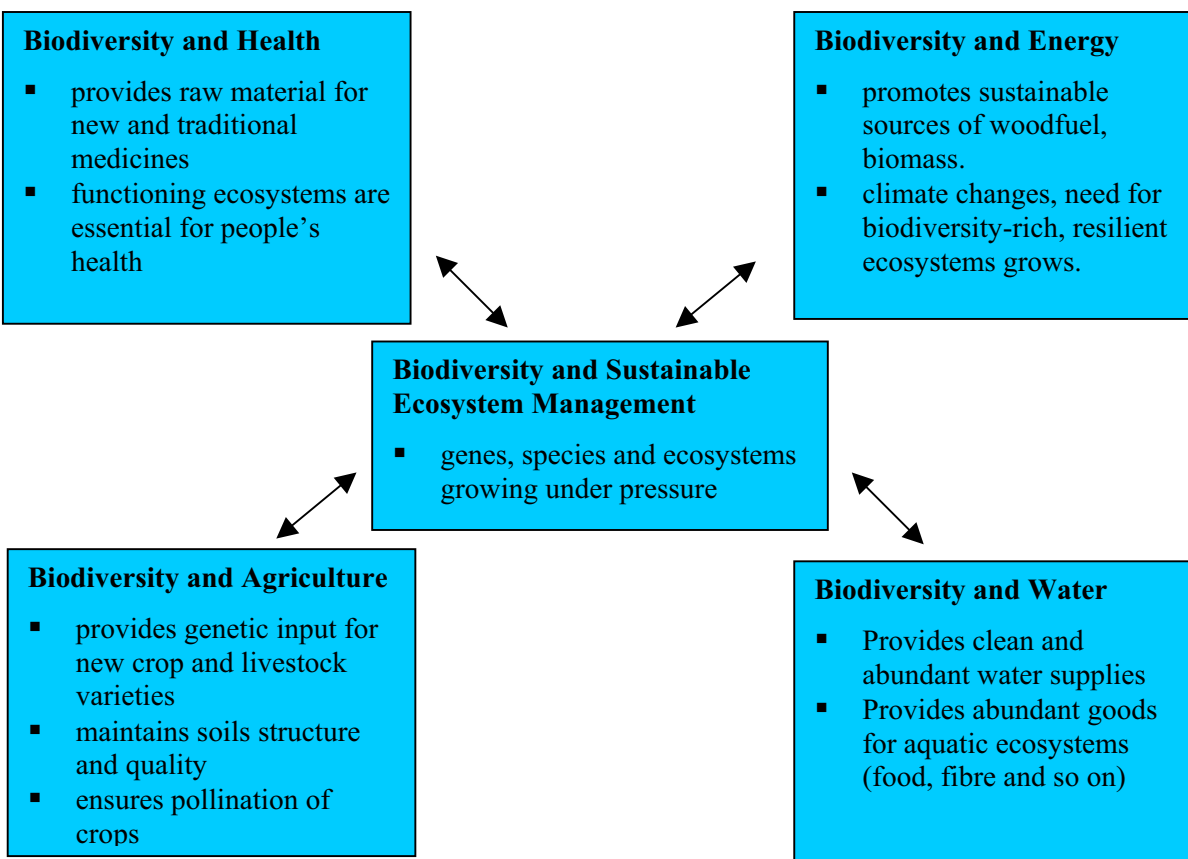 Biodiversity and Health
▪ provides raw material for
new and traditional
medicines
▪ functioning ecosystems are
essential for people’s
health
Biodiversity and Energy
▪ promotes sustainable
sources of woodfuel,
biomass.
▪ climate changes, need for
biodiversity-rich, resilient
ecosystems grows.
Biodiversity and Sustainable
Ecosystem Management
▪ genes, species and ecosystems
growing under pressure
Biodiversity and Agriculture
▪ provides genetic input for
new crop and livestock
varieties
▪ maintains soils structure
and quality
▪ ensures pollination of
crops
Biodiversity and Water
▪ Provides clean and
abundant water supplies
▪ Provides abundant goods
for aquatic ecosystems
(food, fibre and so on)